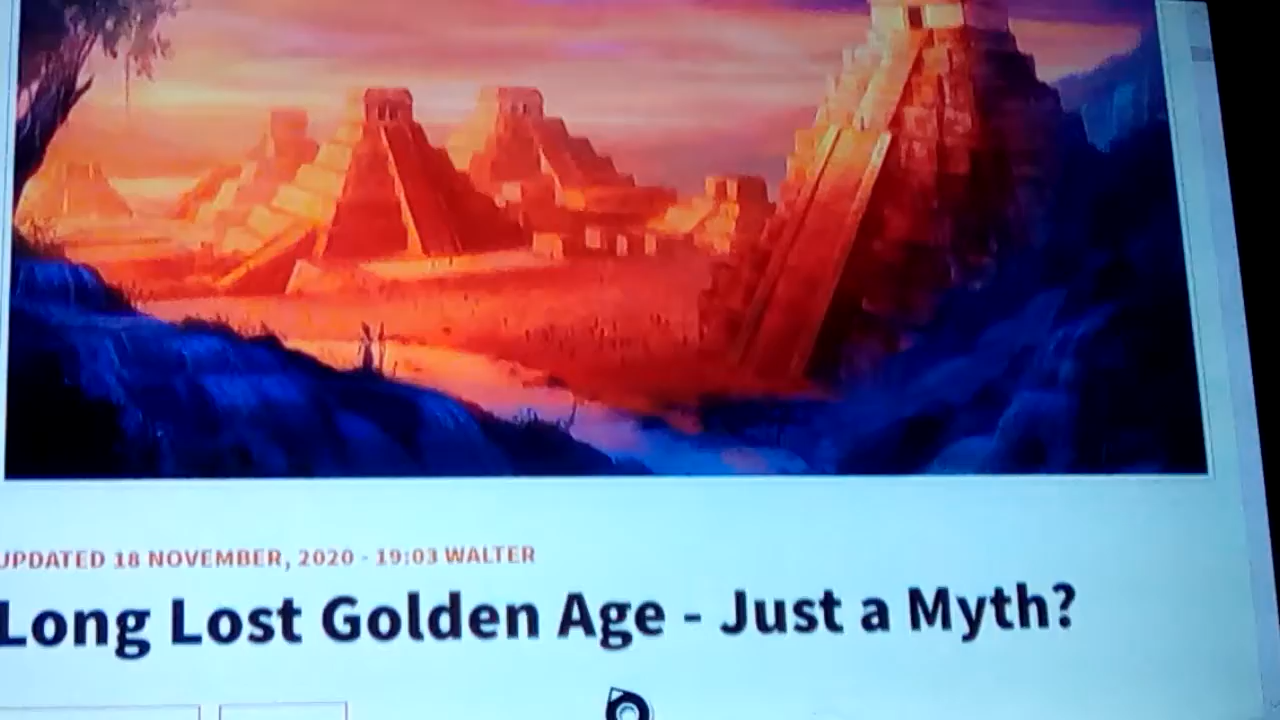 UPDATED 18 NOVEMBER, 2020 - 19:03 WALTER
Long Lost Golden Age - Just a Myth?